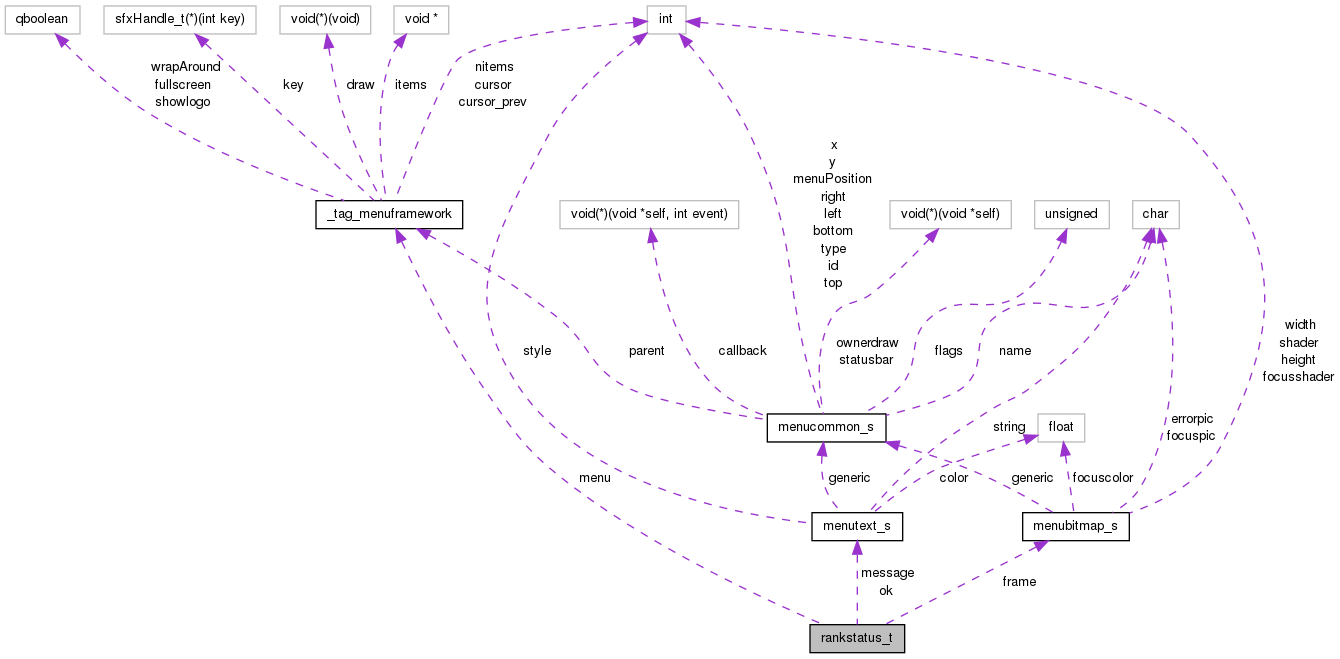 qboolean
sfxHandle_t(*)(int key)
void(*)(void)
void *
int
wrapAround
fullscreen
showlogo
key
draw
items
nitems
cursor
cursor_prev
x
y
menuPosition
right
left
bottom
type
id
top
_tag_menuframework
void(*)(void *self, int event)
void(*)(void *self)
unsigned
char
style
parent
callback
ownerdraw
statusbar
flags
name
width
shader
height
focusshader
menucommon_s
string
float
errorpic
focuspic
menu
generic
color
generic
focuscolor
menutext_s
menubitmap_s
message
ok
frame
rankstatus_t